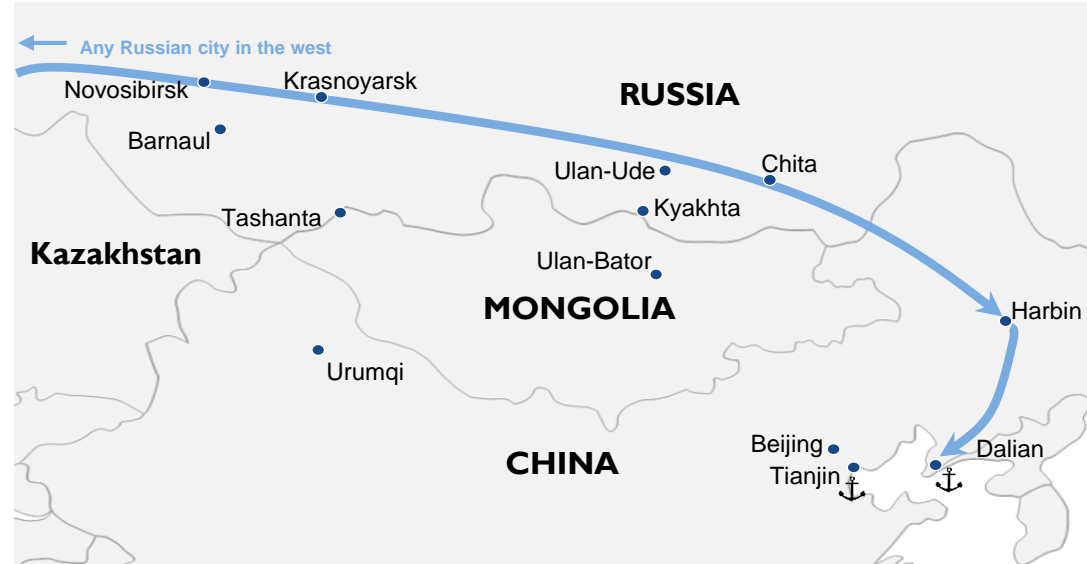 Any Russian city in the west
Novosibirsk
Krasnoyarsk
RUSSIA
Barnaul
Ulan-Ude
Chita
Tashanta
Kyakhta
Kazakhstan
Ulan-Bator
MONGOLIA
Harbin
Urumqi
Beijing
Dalian
CHINA
Tianjin